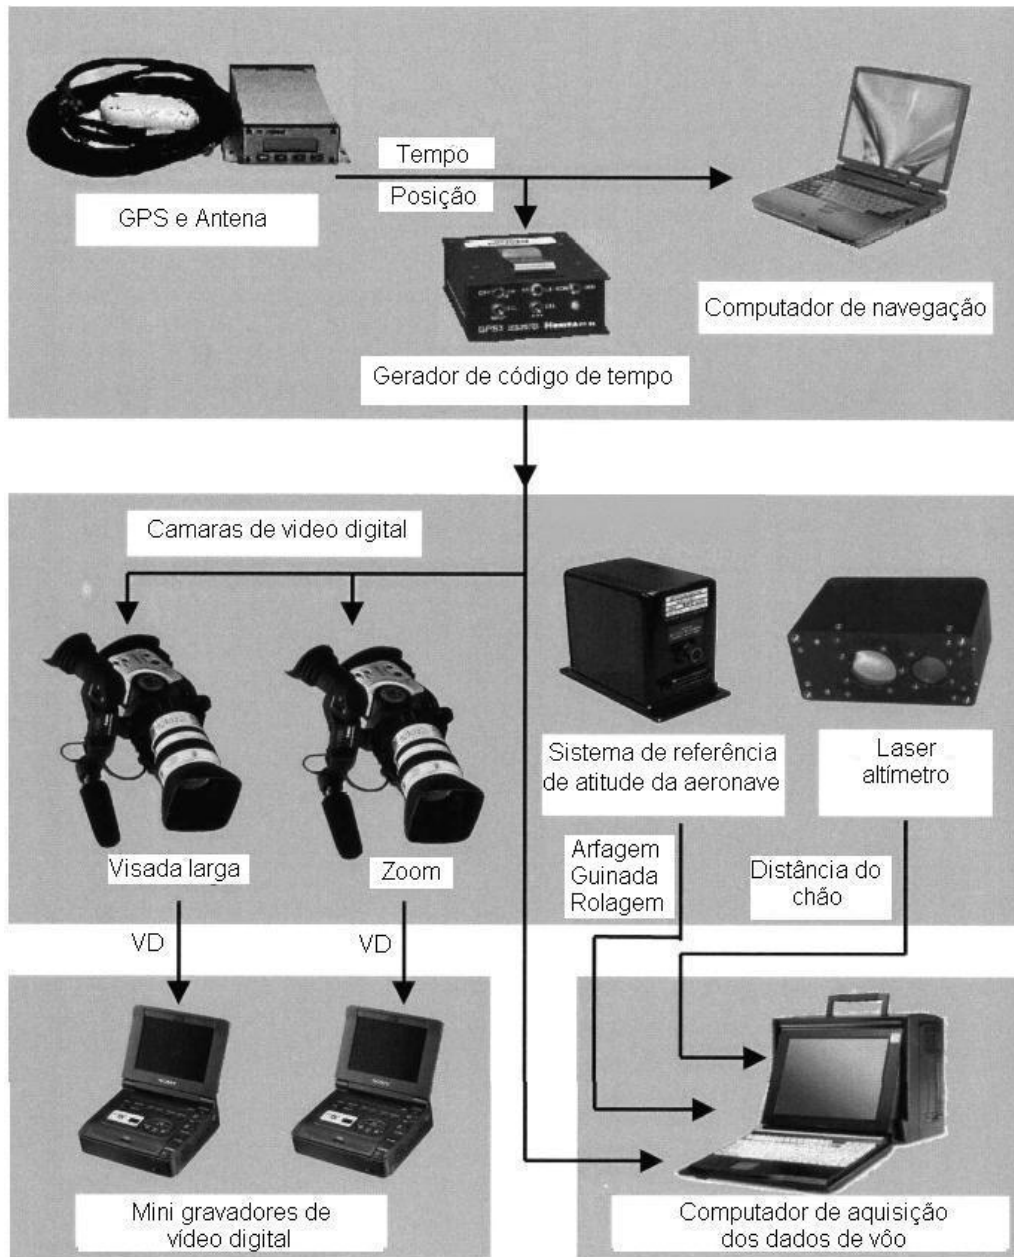 Tempo
Posição
GPS e Antena
Computador de navegação
Gerador de código de tempo
Camaras de video digital
Sistema de referência
de atitude da aeronave
Laser
altímetro
Visada larga
Zoom
Arfagem
Guinada
Rolagem
Distância do
chão
VD
VD
Mini gravadores de
vídeo digital
Computador de aquisição
dos dados de vôo